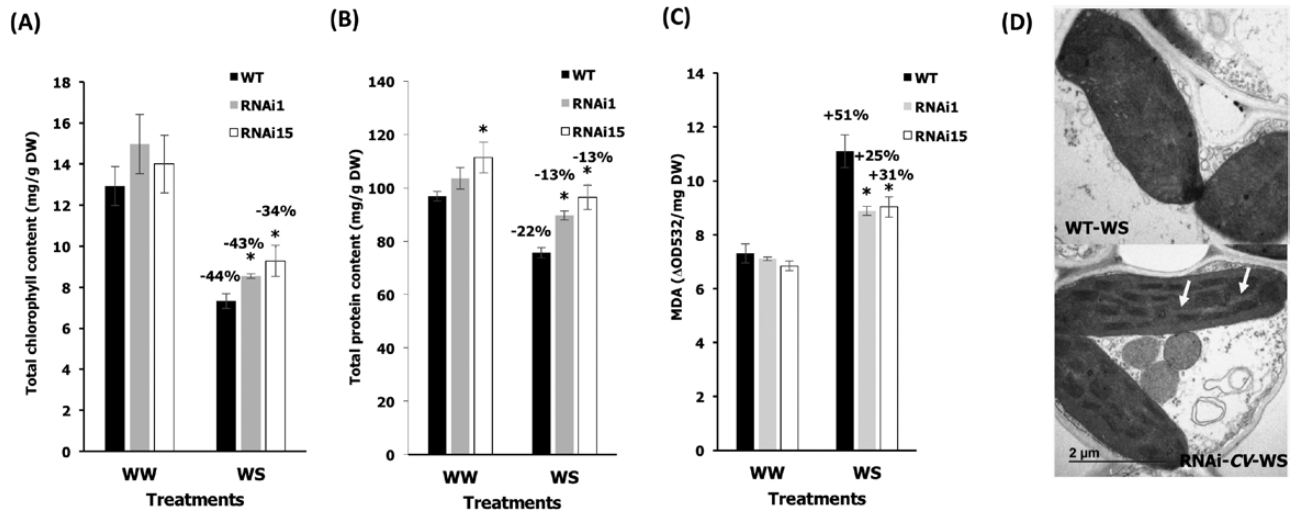 (A)
Total chlorophyll content (mg/g DW)
18
16
14
12
10
8
6
4
2
0
WT
RNAi1
RNAi15
-44%
-43%
*
-34%
*
WW
WS
Treatments
(B)
Total protein content (mg/g DW)
140
120
100
80
60
40
20
0
WT
RNAi1
RNAi15
*
-22%
-13%
*
-13%
*
WW
WS
Treatments
(C)
MDA (ΔOD532/mg DW)
14
12
10
8
6
4
2
0
WT
RNAi1
RNAi15
+51%
+25%
*
+31%
*
WW
WS
Treatments
(D)
WT-WS
2 µm
RNAi-CV-WS